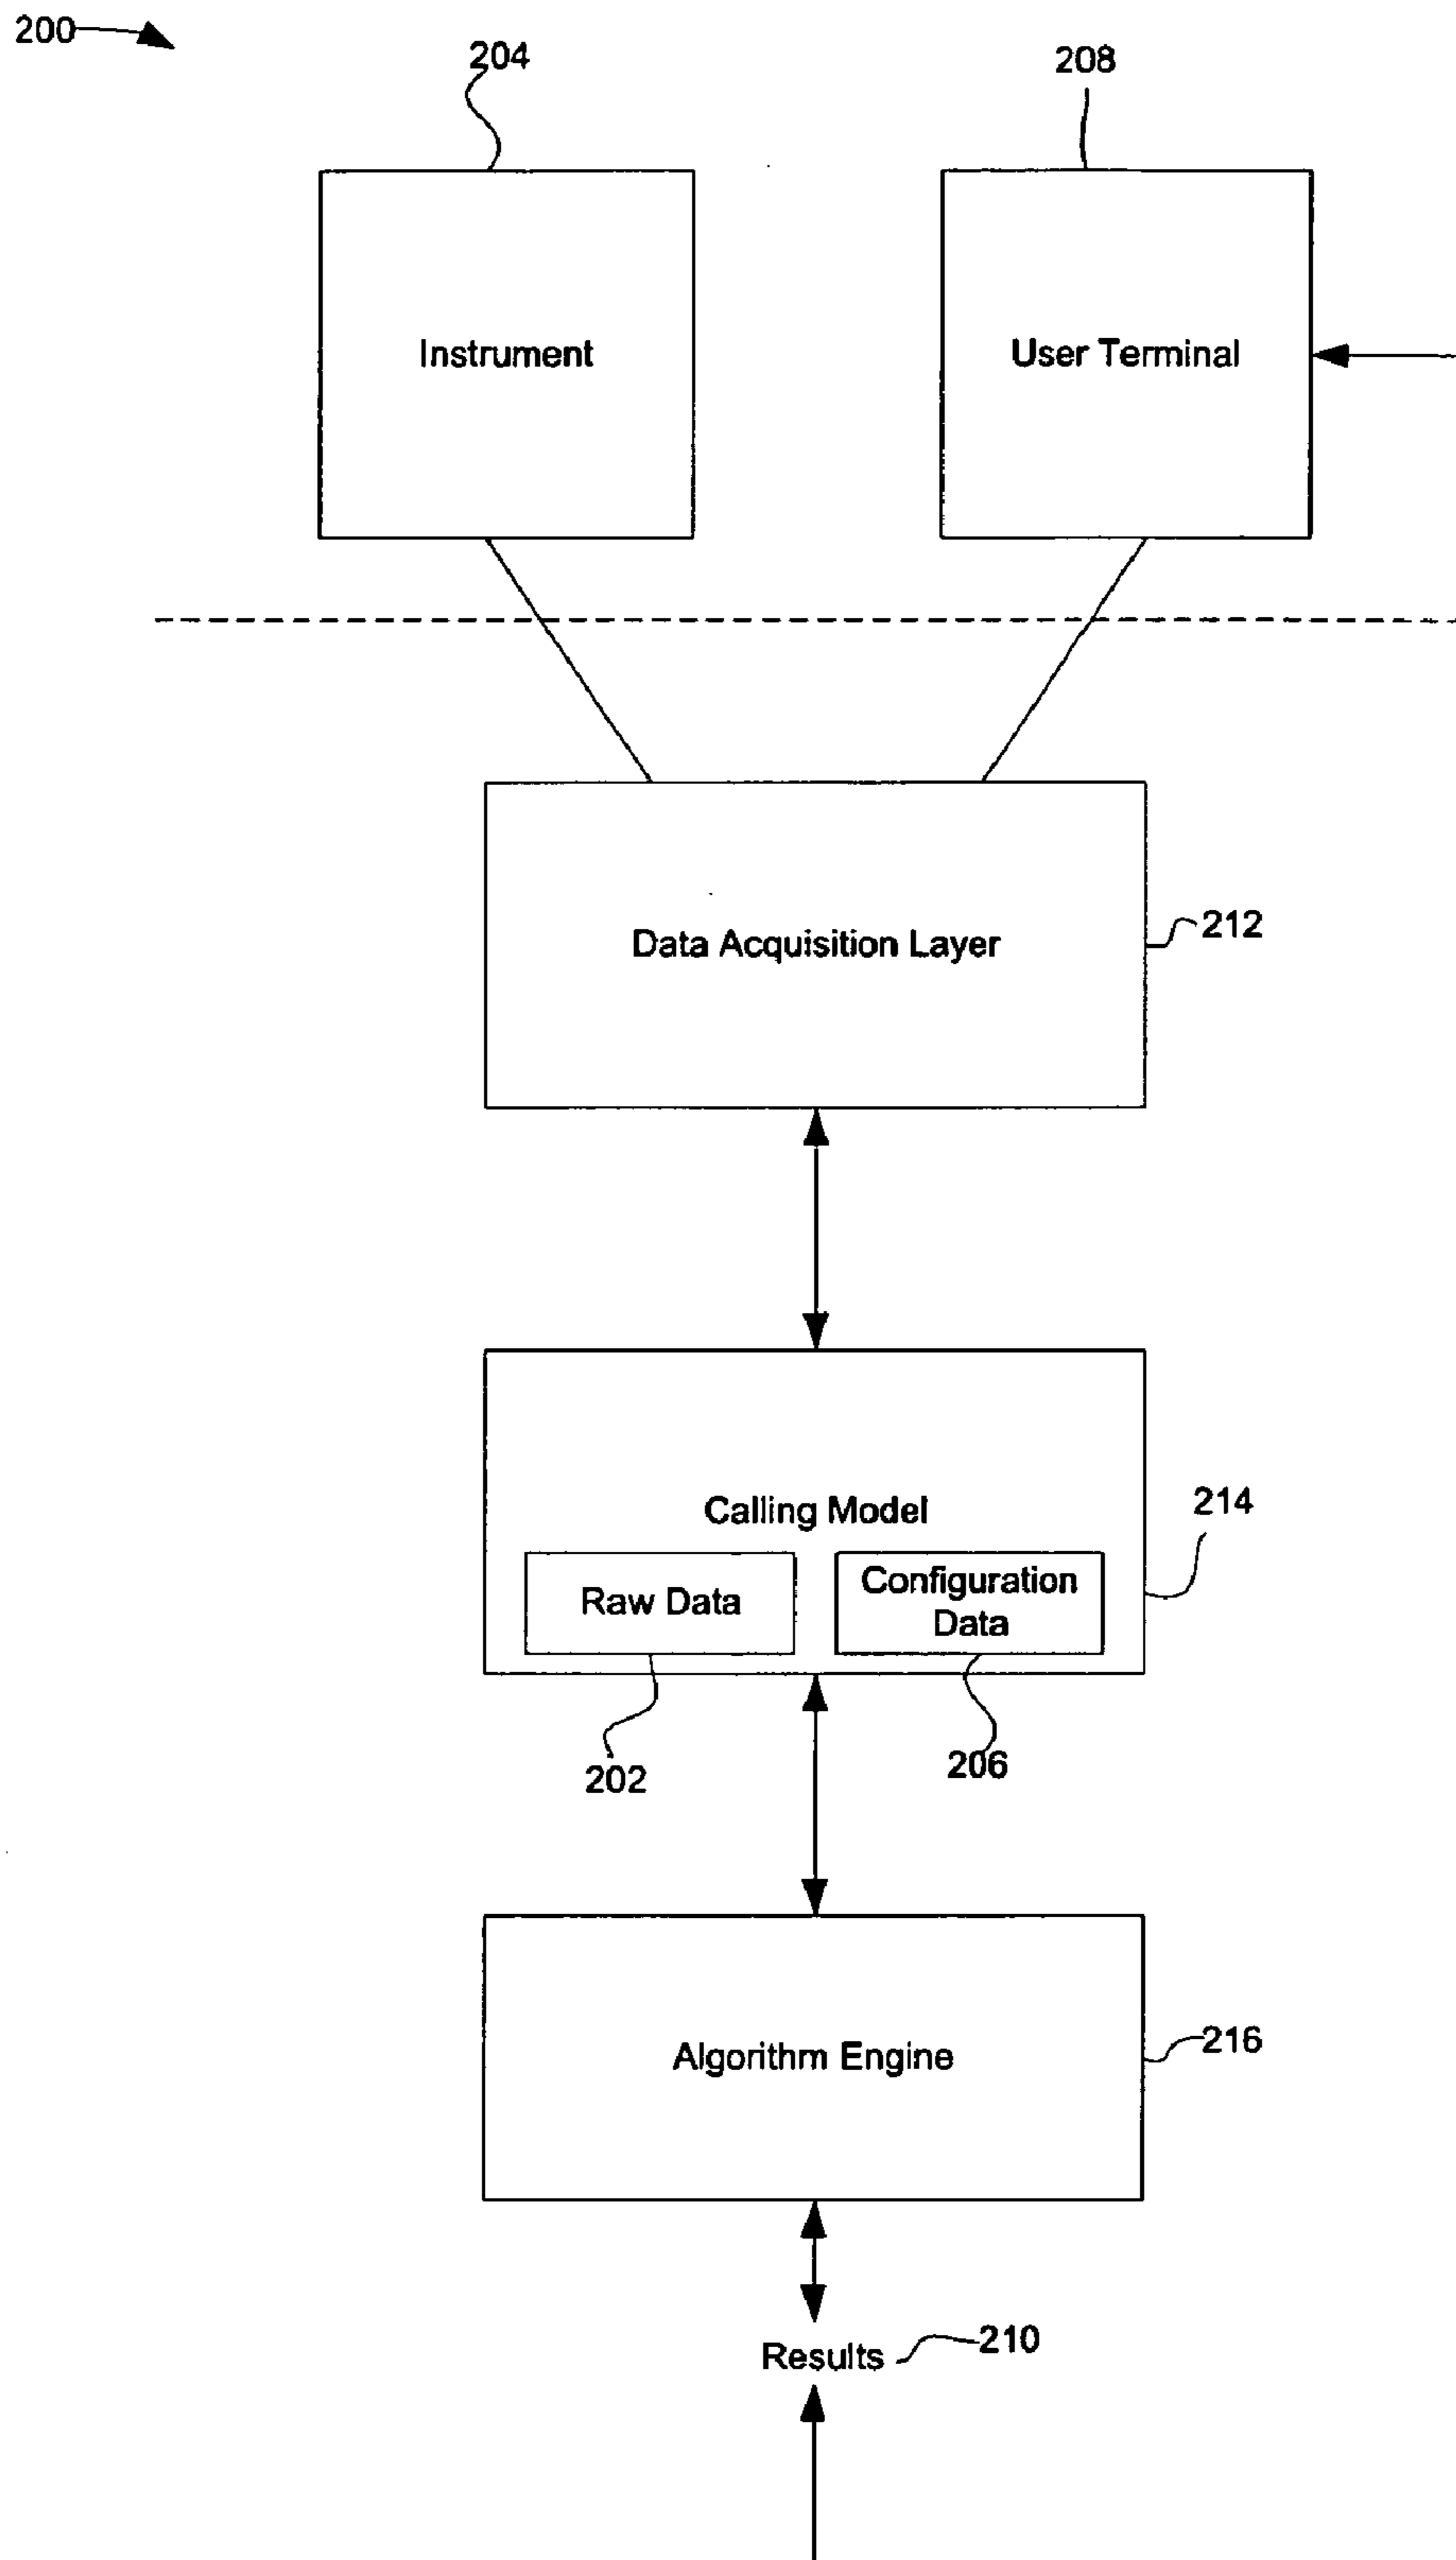 200
204
208
Instrument
User Terminal
Data Acquisition Layer
212
Calling Model
214
Raw Data
Configuration
Data
202
206
Algorithm Engine
216
Results
210